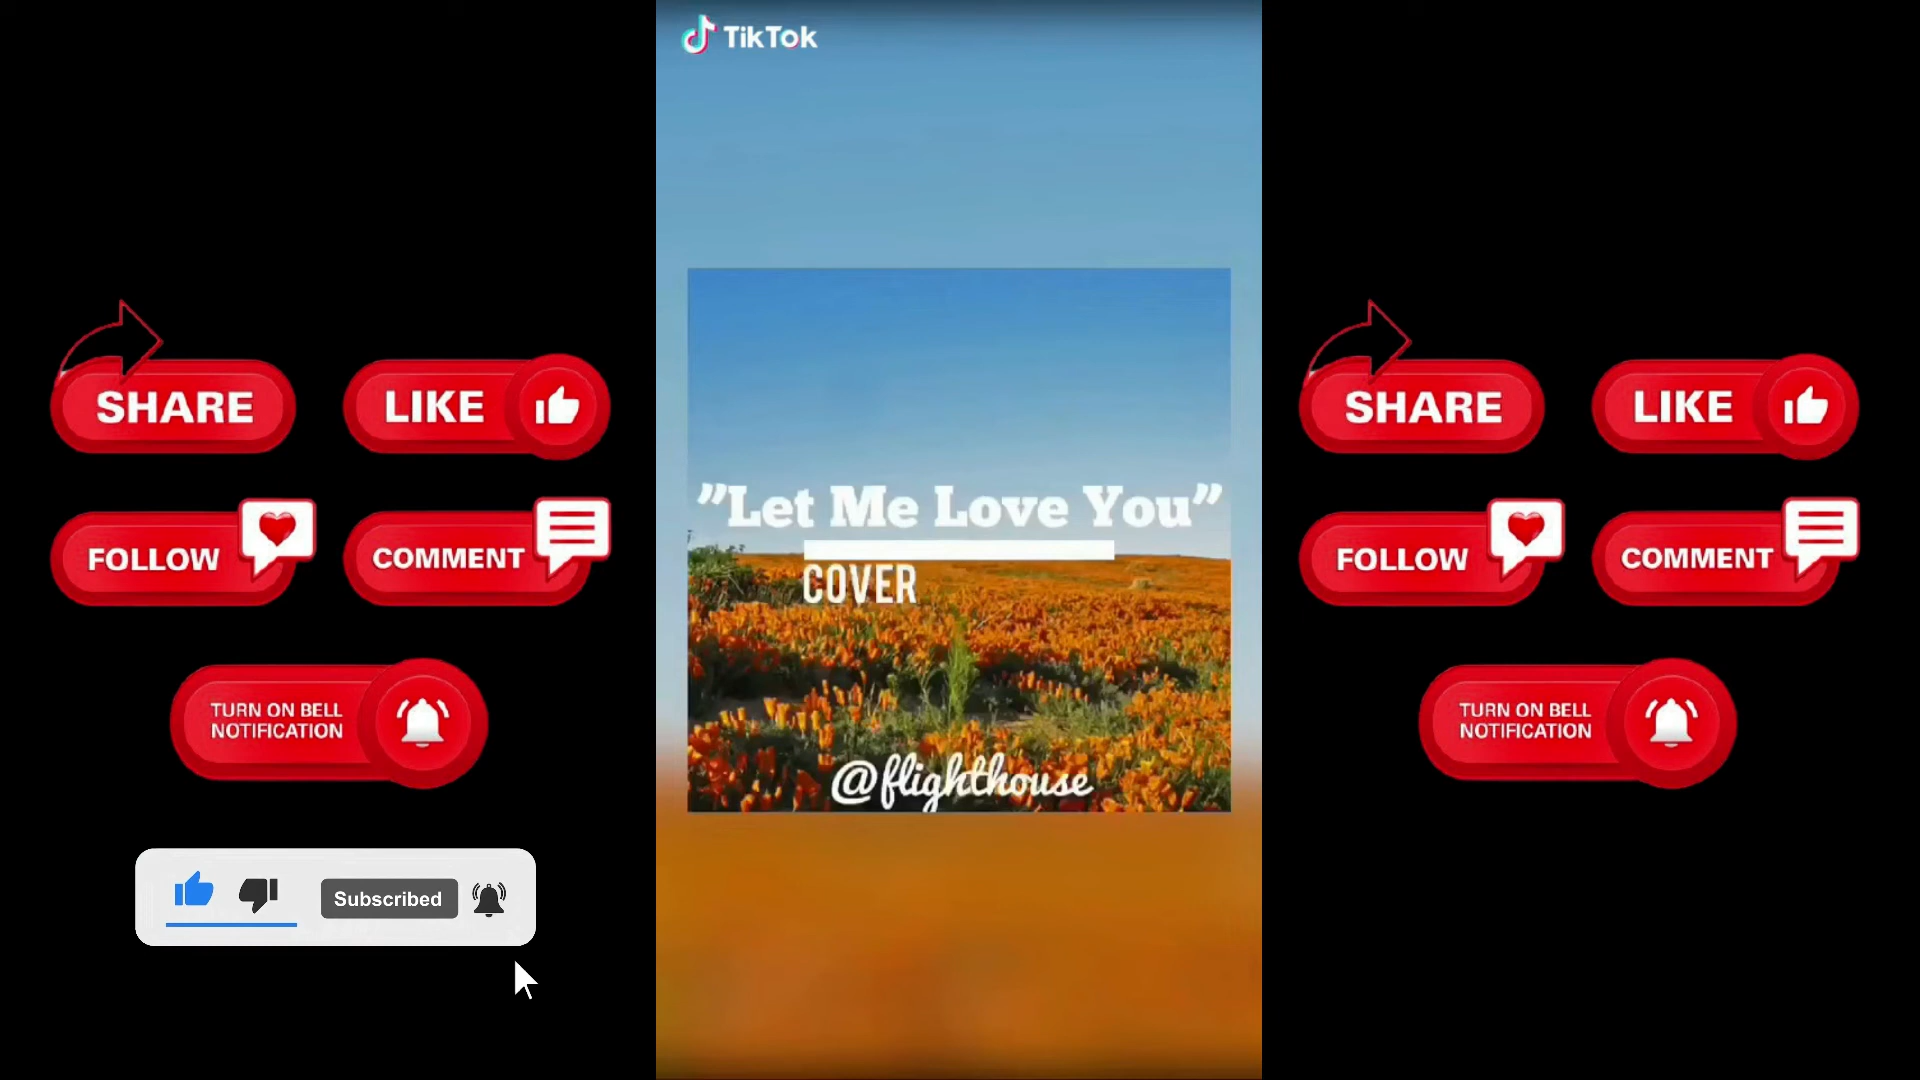 TikTok
SHARE
LIKE
FOLLOW
COMMENT
TURN ON BELL
NOTIFICATION
Subscribed
"Let Me Love You"
COVER
@flighthouse
SHARE
LIKE
FOLLOW
COMMENT
TURN ON BELL
NOTIFICATION